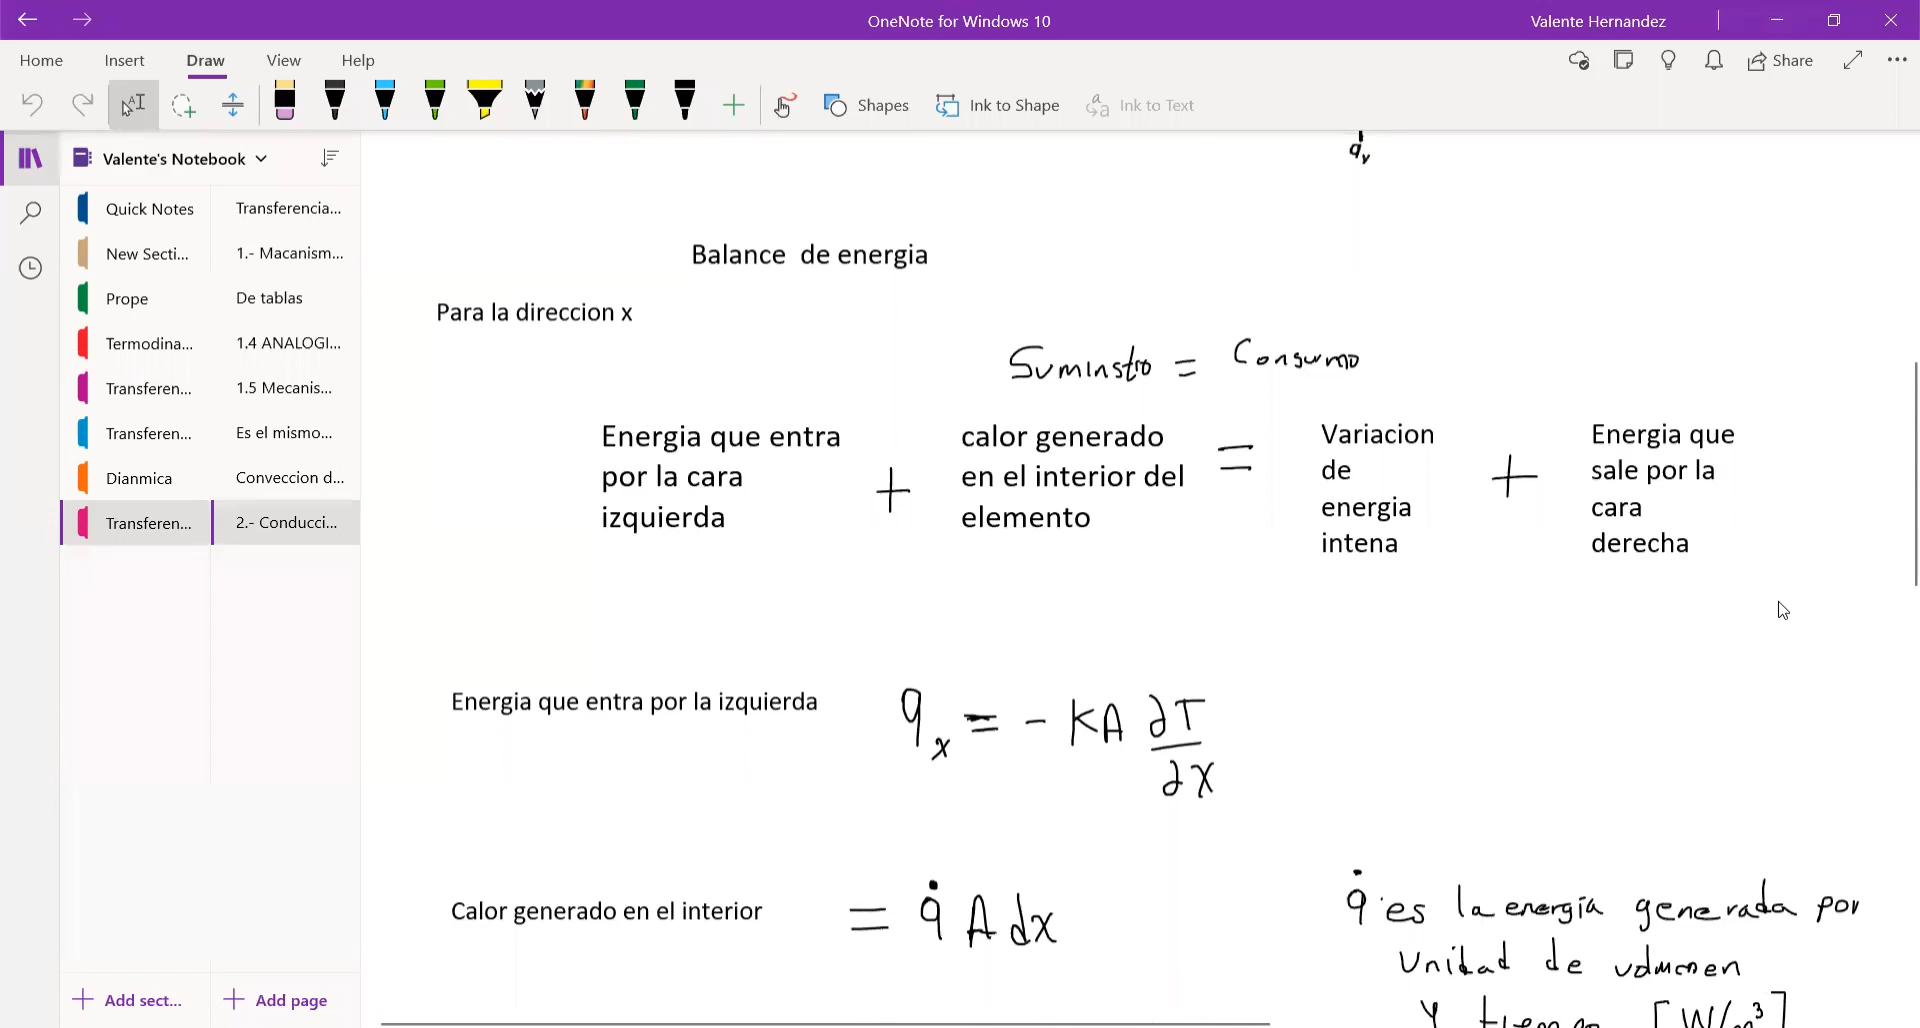 OneNote for Windows 10
Valente Hernandez
Home Insert Draw View Help
Share
Shapes
Ink to Shape
Ink to Text
Valente's Notebook
Quick Notes
New Secti...
Prope
Termodina...
Transferen...
Transferen...
Dianmica
Transferen...
Transferencia...
1.- Macanism...
De tablas
1.4 ANALOGI...
1.5 Mecanis...
Es el mismo...
Conveccion d...
2.- Conducci...
Add sect...
Add page
Balance de energia
Para la direccion x
Suminstro = Consumo
Energia que entra
por la cara
izquierda
+
calor generado
en el interior del
elemento
=
Variacion
de
energia
intena
+
Energia que
sale por la
cara
derecha
Energia que entra por la izquierda
qₓ = - KA ∂T/∂x
Calor generado en el interior
= q̇ A dx
q̇ es la energía generada por
Unidad de volumen
Y tiempo [W/m³]